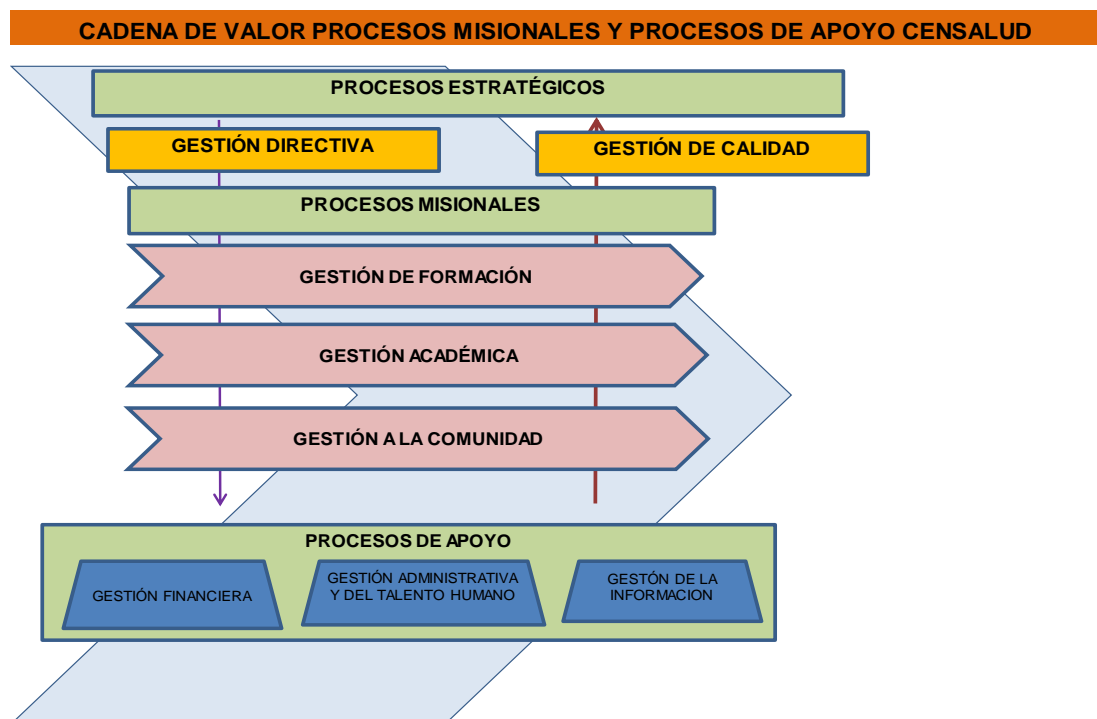 CADENA DE VALOR PROCESOS MISIONALES Y PROCESOS DE APOYO CENSALUD
PROCESOS ESTRATÉGICOS
GESTIÓN DIRECTIVA
GESTIÓN DE CALIDAD
PROCESOS MISIONALES
GESTIÓN DE FORMACIÓN
GESTIÓN ACADÉMICA
GESTIÓN A LA COMUNIDAD
PROCESOS DE APOYO
GESTIÓN FINANCIERA
GESTIÓN ADMINISTRATIVA
Y DEL TALENTO HUMANO
GESTÓN DE LA
INFORMACION